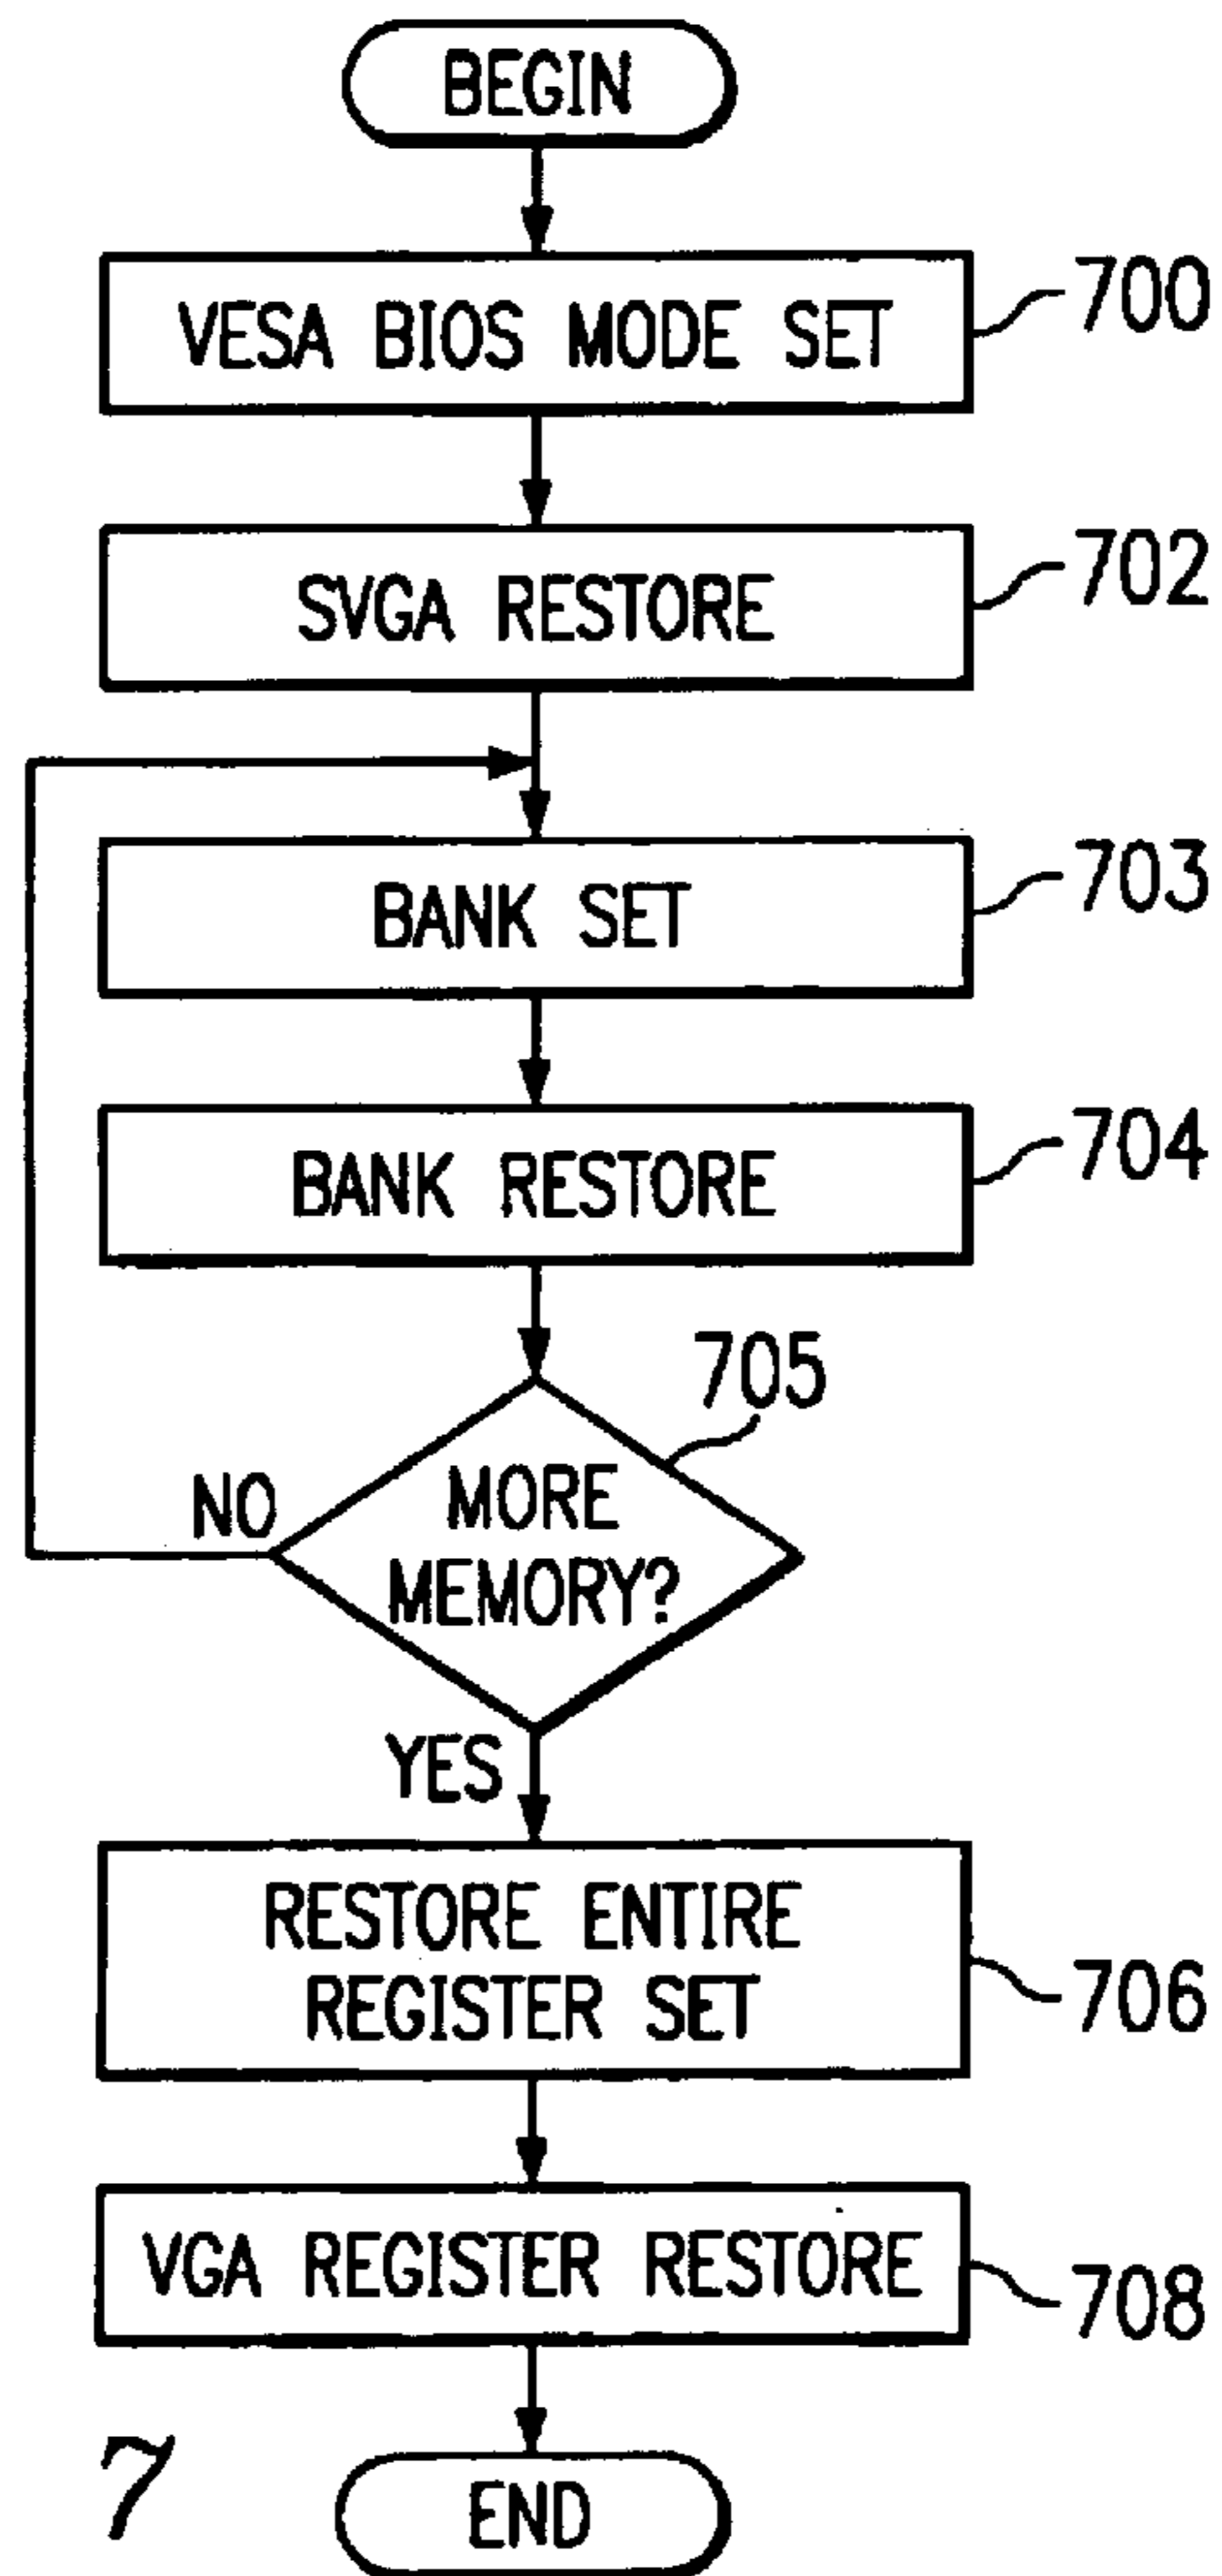 BEGIN
VESA BIOS MODE SET
700
SVGA RESTORE
702
BANK SET
703
BANK RESTORE
704
705
MORE
MEMORY?
NO
YES
RESTORE ENTIRE
REGISTER SET
706
VGA REGISTER RESTORE
708
7
END